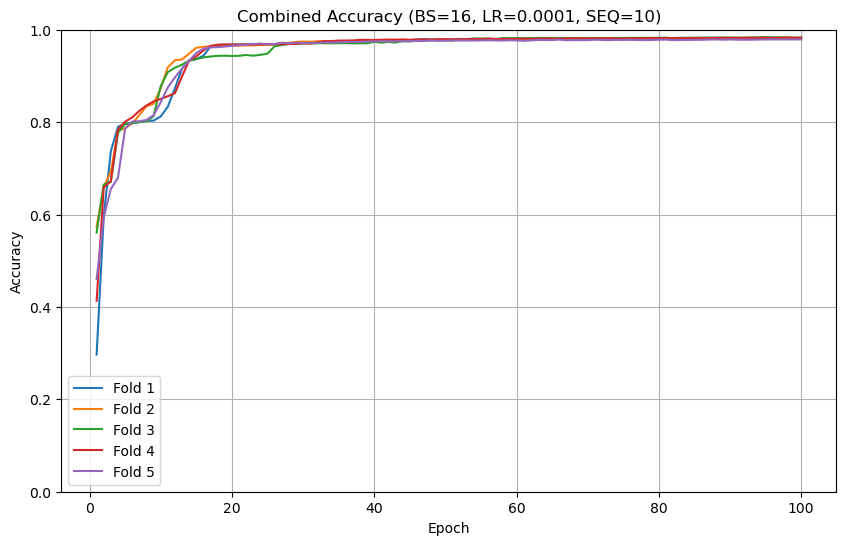 Combined Accuracy (BS=16, LR=0.0001, SEQ=10)
1.0
0.8
0.6
0.4
0.2
0.0
Accuracy
Fold 1
Fold 2
Fold 3
Fold 4
Fold 5
0 20 40 60 80 100
Epoch